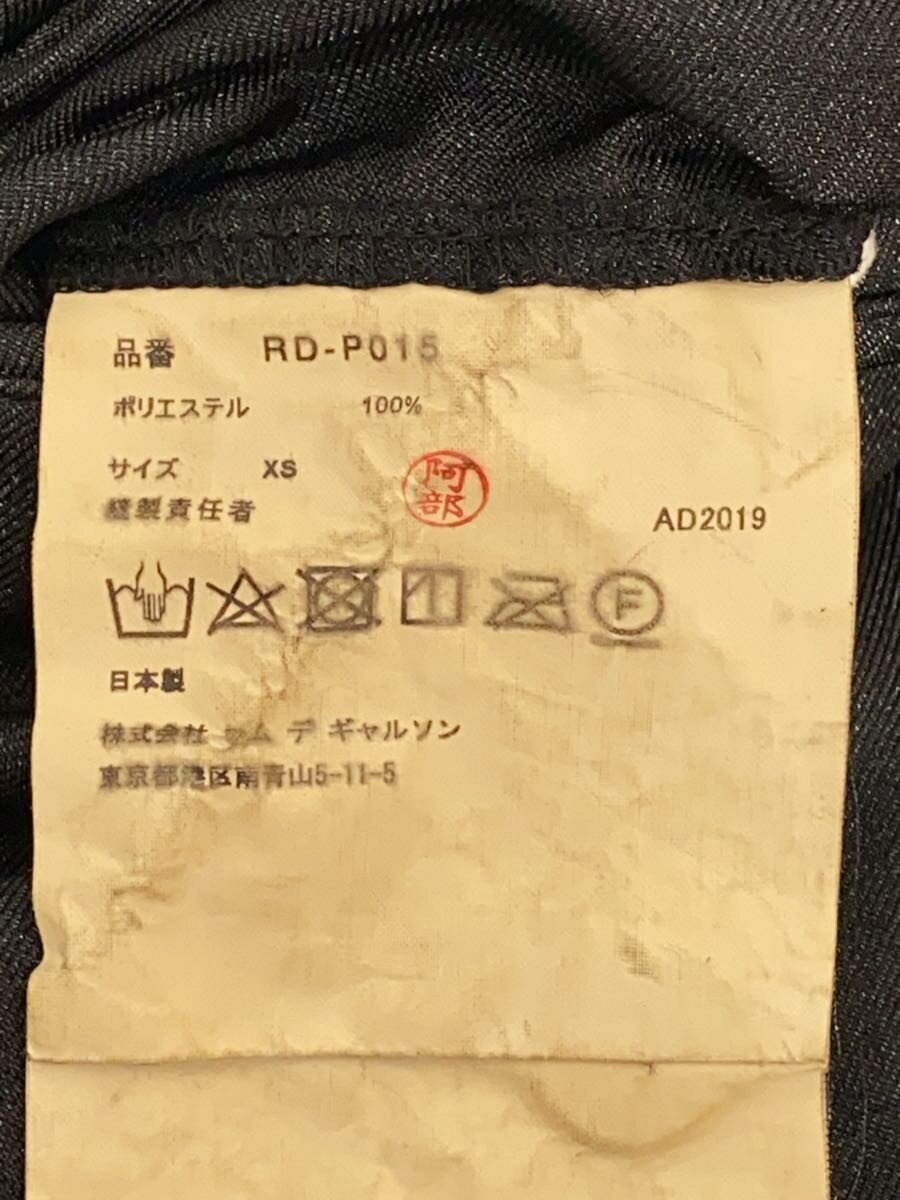 品番 RD-P015
ポリエステル 100%
サイズ XS
縫製責任者 阿部
AD2019
F
日本製
株式会社 コム デ ギャルソン
東京都港区南青山5-11-5